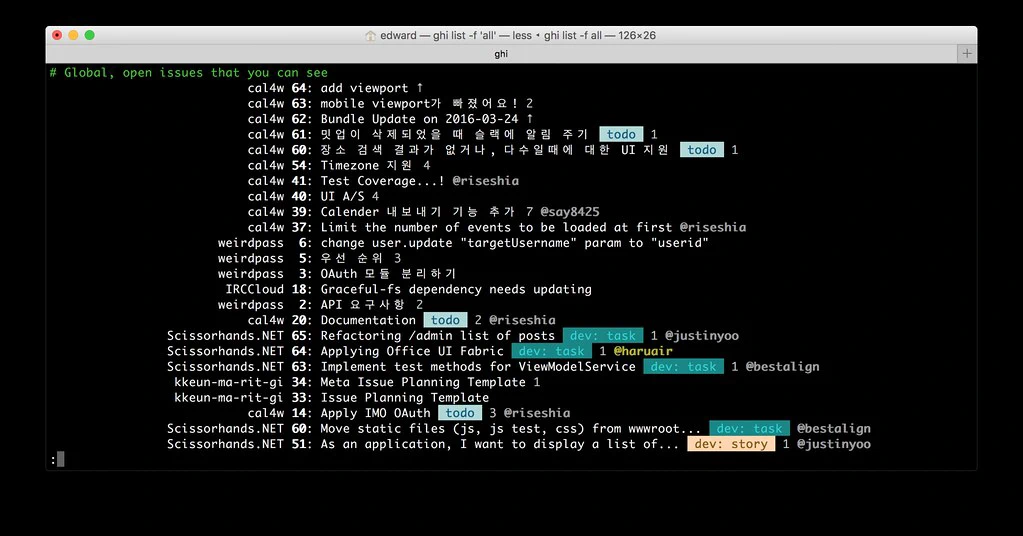 edward — ghi list -f 'all' — less ◂ ghi list -f all — 126×26
ghi
# Global, open issues that you can see
cal4w 64: add viewport ↑
cal4w 63: mobile viewport가 빠졌어요! 2
cal4w 62: Bundle Update on 2016-03-24 ↑
cal4w 61: 밋업이 삭제되었을 때 슬랙에 알림 주기 todo 1
cal4w 60: 장소 검색 결과가 없거나, 다수일때에 대한 UI 지원 todo 1
cal4w 54: Timezone 지원 4
cal4w 41: Test Coverage...! @riseshia
cal4w 40: UI A/S 4
cal4w 39: Calender 내보내기 기능 추가 7 @say8425
cal4w 37: Limit the number of events to be loaded at first @riseshia
weirdpass 6: change user.update "targetUsername" param to "userid"
weirdpass 5: 우선 순위 3
weirdpass 3: OAuth 모듈 분리하기
IRCCloud 18: Graceful-fs dependency needs updating
weirdpass 2: API 요구사항 2
cal4w 20: Documentation todo 2 @riseshia
Scissorhands.NET 65: Refactoring /admin list of posts dev: task 1 @justinyoo
Scissorhands.NET 64: Applying Office UI Fabric dev: task 1 @haruair
Scissorhands.NET 63: Implement test methods for ViewModelService dev: task 1 @bestalign
kkeun-ma-rit-gi 34: Meta Issue Planning Template 1
kkeun-ma-rit-gi 33: Issue Planning Template
cal4w 14: Apply IMO OAuth todo 3 @riseshia
Scissorhands.NET 60: Move static files (js, js test, css) from wwwroot... dev: task @bestalign
Scissorhands.NET 51: As an application, I want to display a list of... dev: story 1 @justinyoo
: